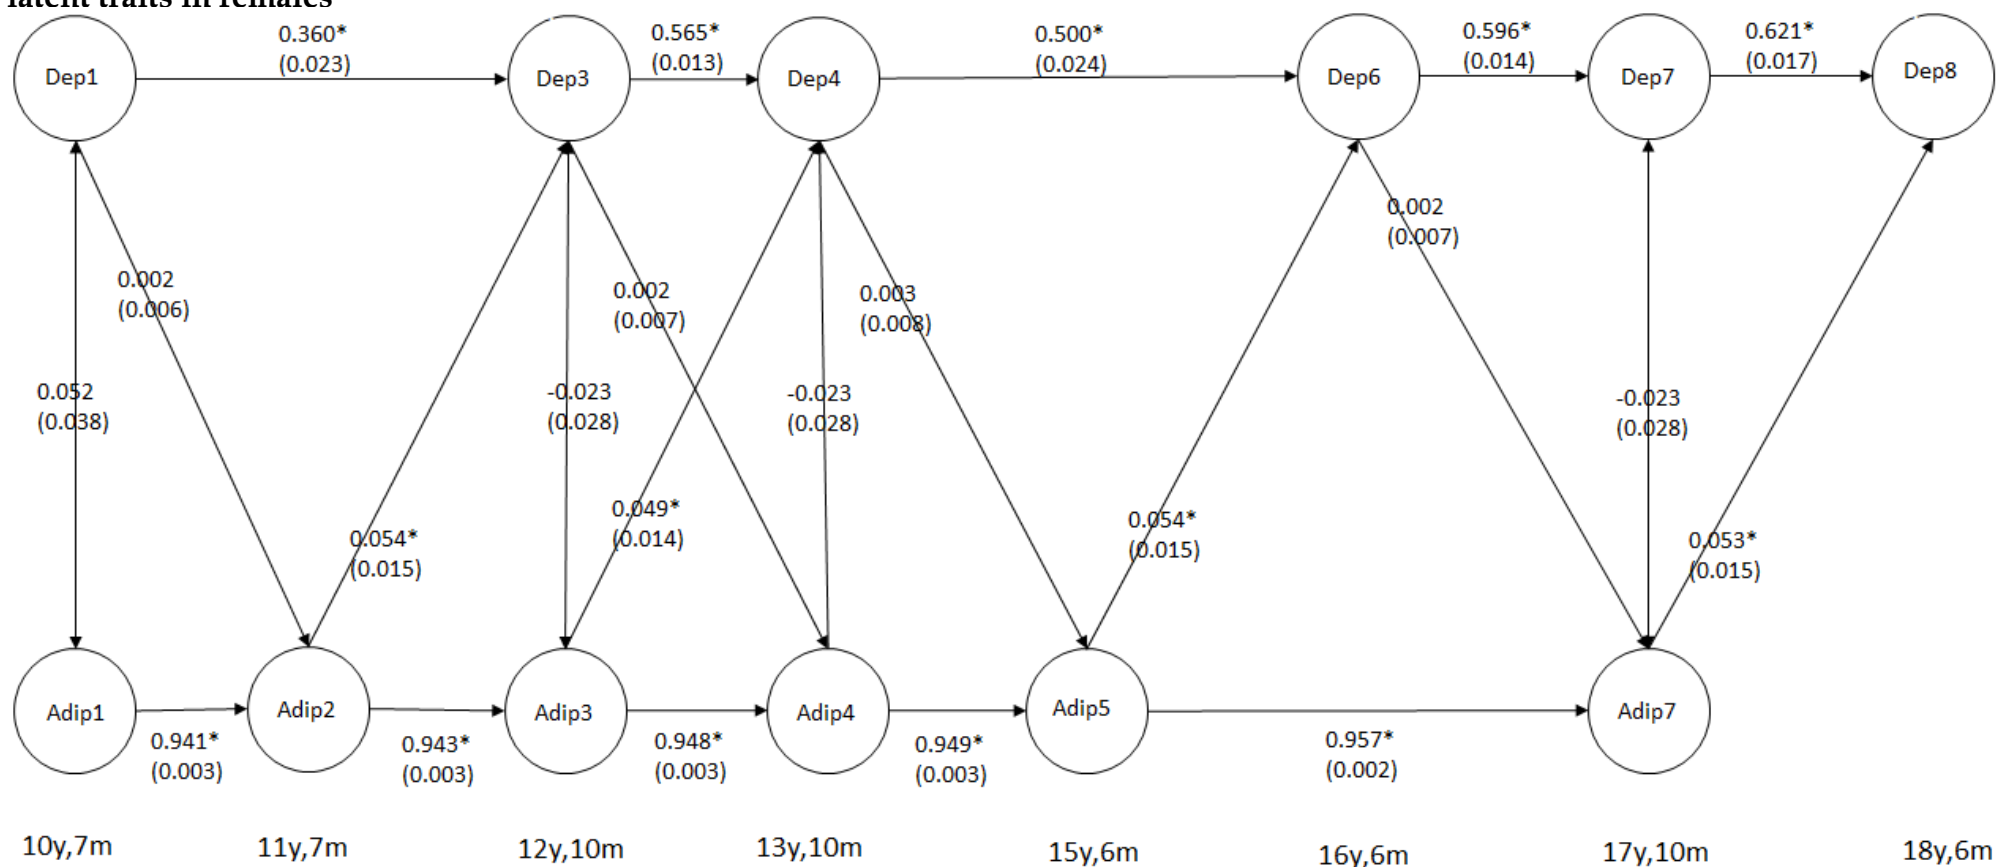 latent traits in females
0.360*
(0.023)
0.565*
(0.013)
0.500*
(0.024)
0.596*
(0.014)
0.621*
(0.017)
Dep1
Dep3
Dep4
Dep6
Dep7
Dep8
0.002
(0.006)
0.002
(0.007)
0.003
(0.008)
0.002
(0.007)
0.052
(0.038)
-0.023
(0.028)
-0.023
(0.028)
-0.023
(0.028)
0.054*
(0.015)
0.049*
(0.014)
0.054*
(0.015)
0.053*
(0.015)
Adip1
Adip2
Adip3
Adip4
Adip5
Adip7
0.941*
(0.003)
0.943*
(0.003)
0.948*
(0.003)
0.949*
(0.003)
0.957*
(0.002)
10y,7m
11y,7m
12y,10m
13y,10m
15y,6m
16y,6m
17y,10m
18y,6m